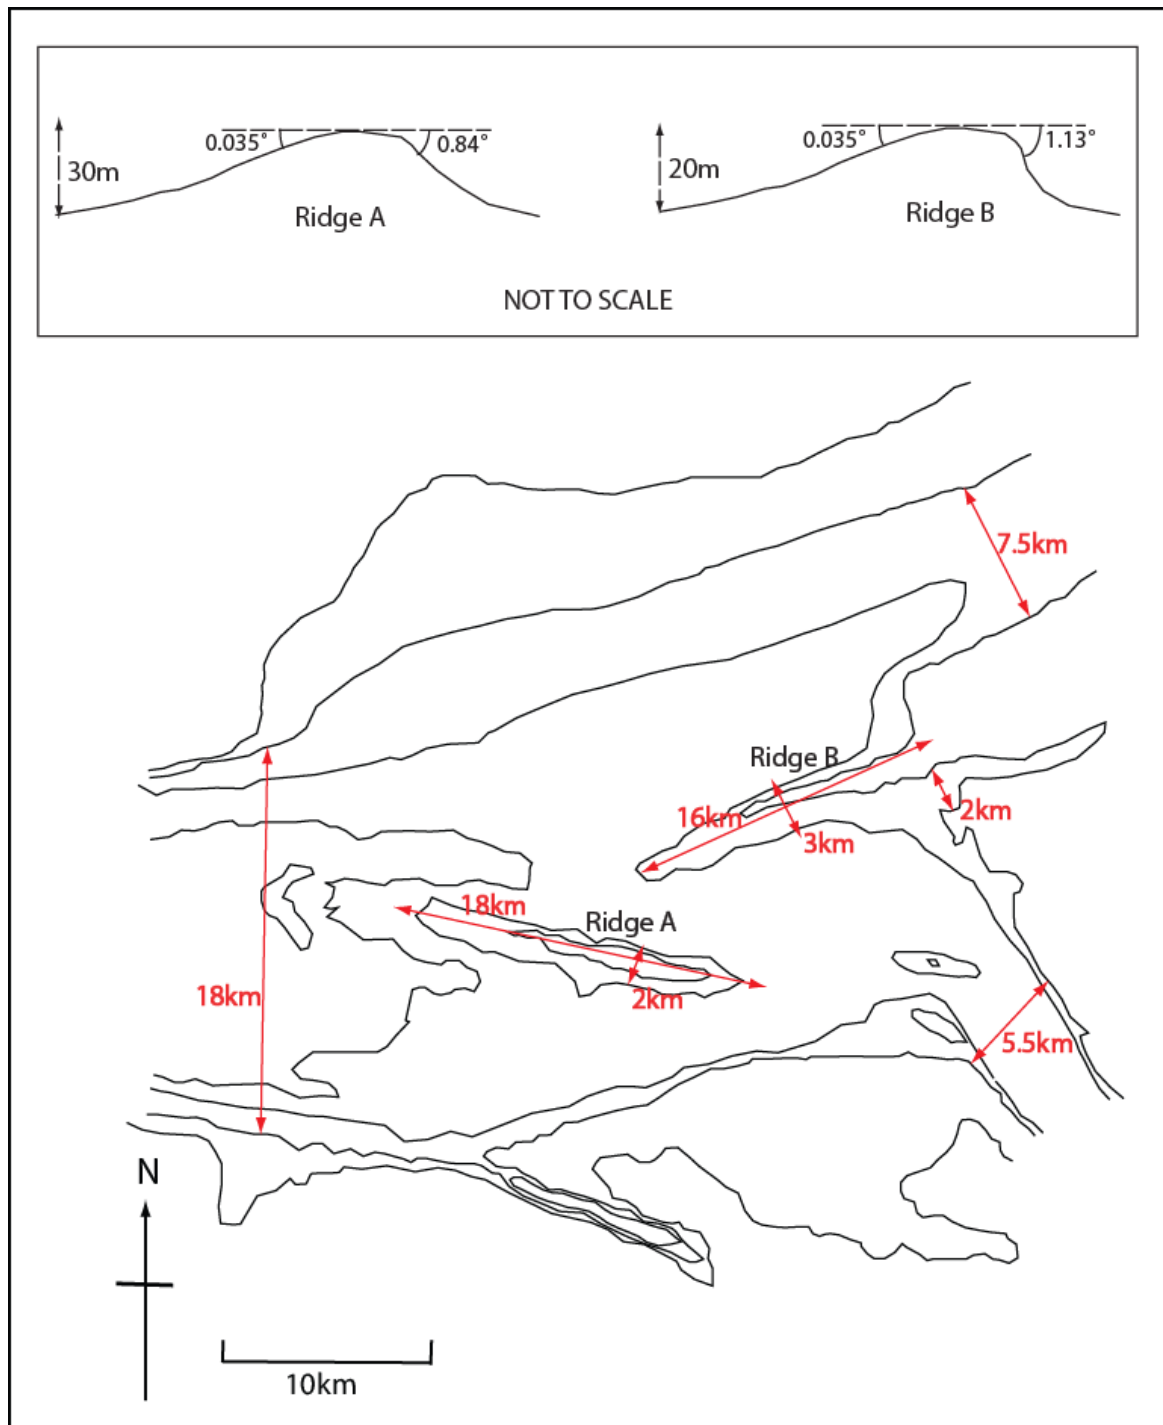 0.035°
0.84°
30m
Ridge A
0.035°
1.13°
20m
Ridge B
NOT TO SCALE
7.5km
Ridge B
16km
2km
3km
18km
Ridge A
18km
2km
5.5km
N
10km